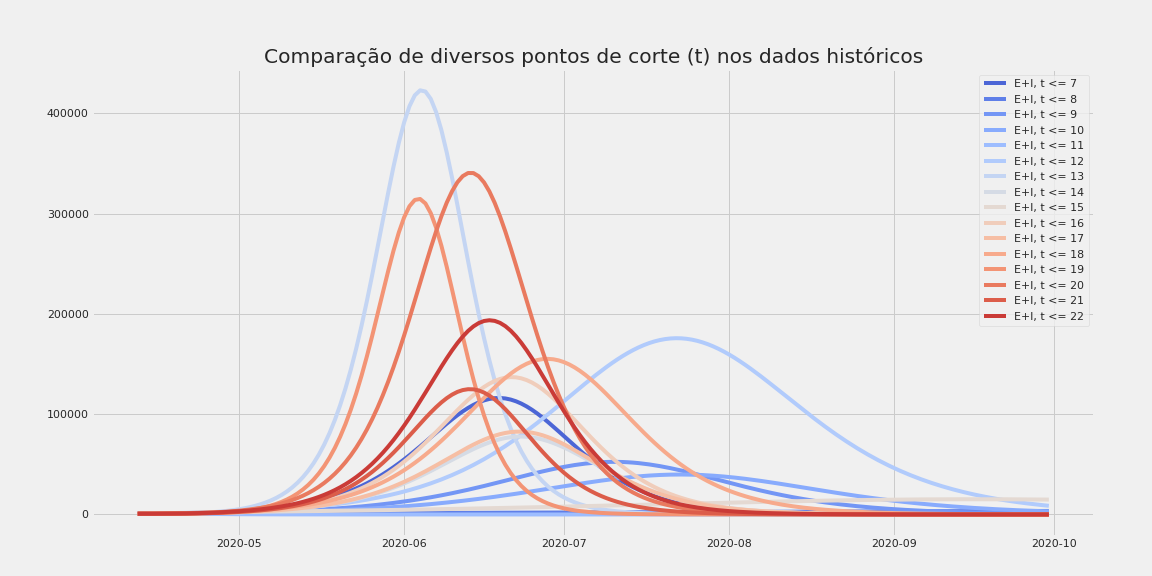 Comparação de diversos pontos de corte (t) nos dados históricos
E+I, t <= 7
E+I, t <= 8
E+I, t <= 9
E+I, t <= 10
E+I, t <= 11
E+I, t <= 12
E+I, t <= 13
E+I, t <= 14
E+I, t <= 15
E+I, t <= 16
E+I, t <= 17
E+I, t <= 18
E+I, t <= 19
E+I, t <= 20
E+I, t <= 21
E+I, t <= 22
400000
300000
200000
100000
0
2020-05 2020-06 2020-07 2020-08 2020-09 2020-10